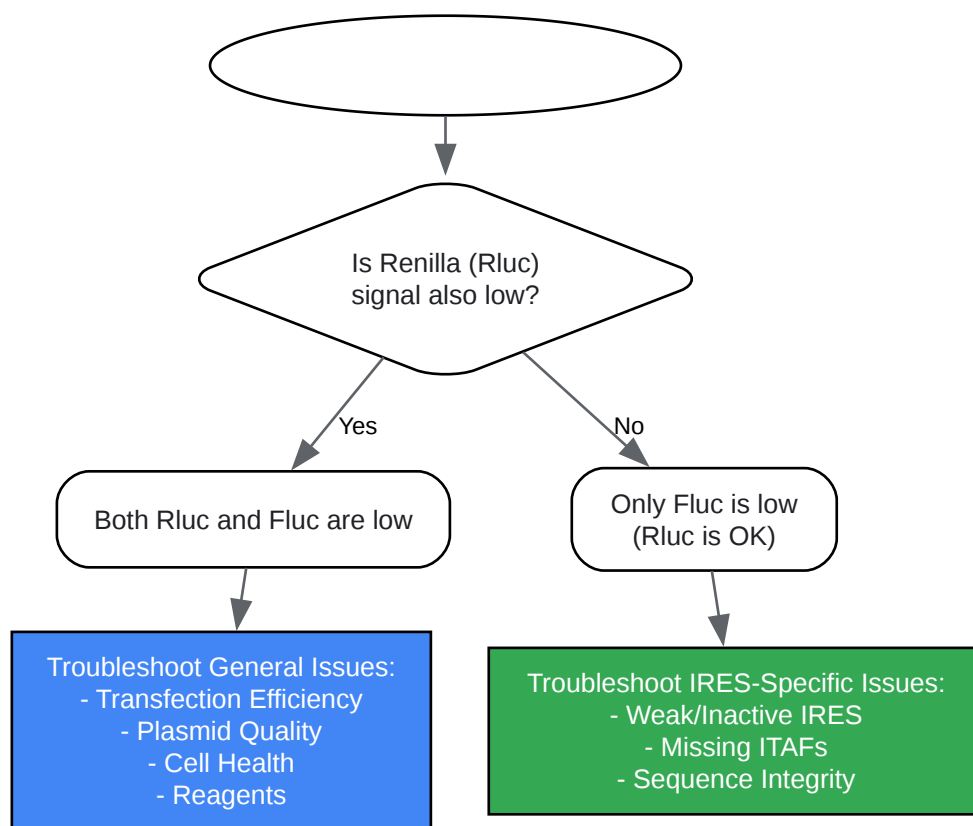 Is Renilla (Rluc)
signal also low?
Yes
No
Both Rluc and Fluc are low
Only Fluc is low
(Rluc is OK)
Troubleshoot General Issues:
- Transfection Efficiency
- Plasmid Quality
- Cell Health
- Reagents
Troubleshoot IRES-Specific Issues:
- Weak/Inactive IRES
- Missing ITAFs
- Sequence Integrity